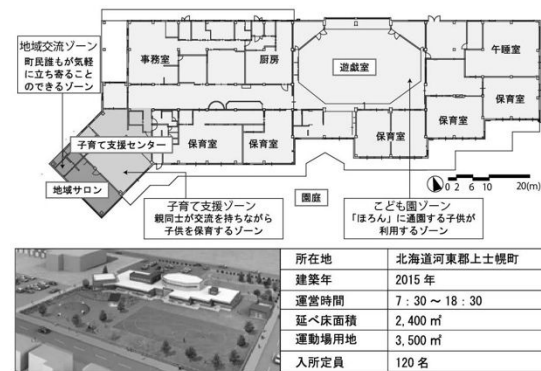 地域交流ゾーン
町民誰もが気軽
に立ち寄ること
のできるゾーン
事務室
厨房
遊戯室
午睡室
保育室
保育室
子育て支援センター
保育室
保育室
保育室
地域サロン
園庭
0 2 6 10 20(m)
子育て支援ゾーン
親同士が交流を持ちながら
子供を保育するゾーン
こども園ゾーン
「ほろん」に通園する子供が
利用するゾーン
所在地 北海道河東郡上士幌町
建築年 2015 年
運営時間 7：30 ～ 18：30
延べ床面積 2,400 ㎡
運動場用地 3,500 ㎡
入所定員 120 名